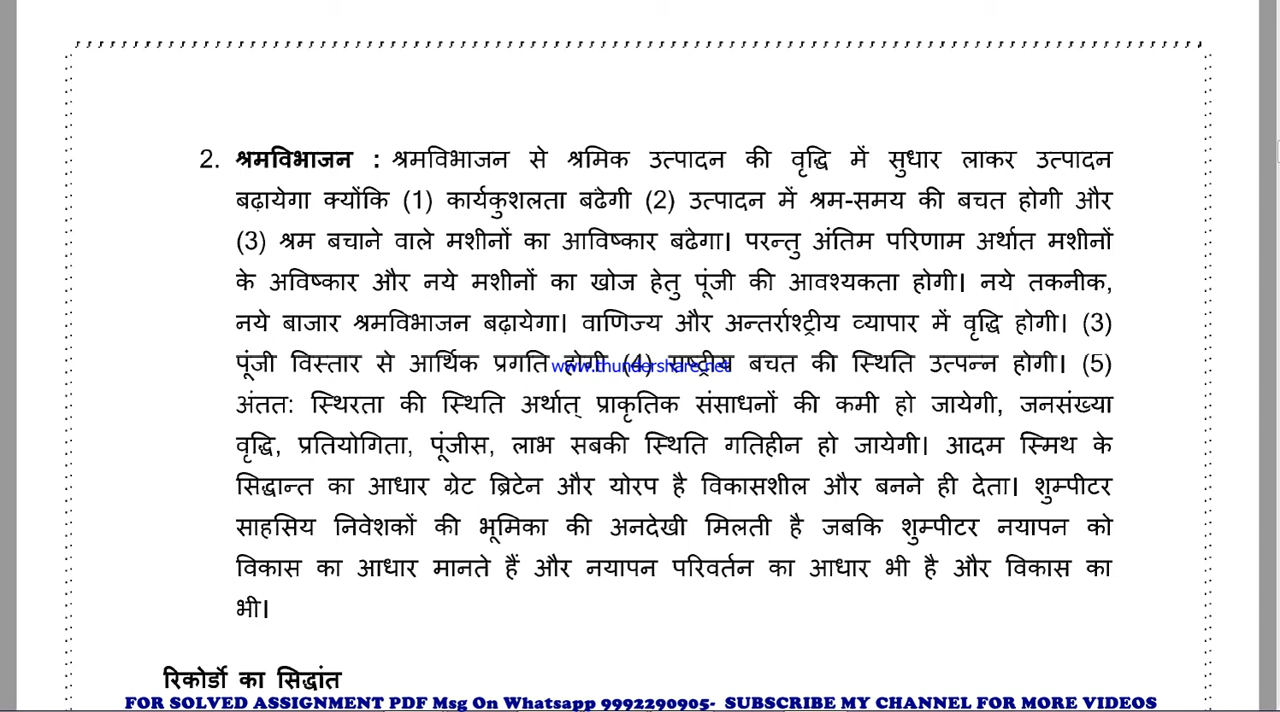 2. श्रमविभाजन : श्रमविभाजन से श्रमिक उत्पादन की वृद्धि में सुधार लाकर उत्पादन
बढ़ायेगा क्योंकि (1) कार्यकुशलता बढेगी (2) उत्पादन में श्रम-समय की बचत होगी और
(3) श्रम बचाने वाले मशीनों का आविष्कार बढेगा। परन्तु अंतिम परिणाम अर्थात मशीनों
के अविष्कार और नये मशीनों का खोज हेतु पूंजी की आवश्यकता होगी। नये तकनीक,
नये बाजार श्रमविभाजन बढ़ायेगा। वाणिज्य और अन्तर्राश्ट्रीय व्यापार में वृद्धि होगी। (3)
पूंजी विस्तार से आर्थिक प्रगति होगी (4) राष्ट्रीय बचत की स्थिति उत्पन्न होगी। (5)
www.thundershare.net
अंतत: स्थिरता की स्थिति अर्थात् प्राकृतिक संसाधनों की कमी हो जायेगी, जनसंख्या
वृद्धि, प्रतियोगिता, पूंजीस, लाभ सबकी स्थिति गतिहीन हो जायेगी। आदम स्मिथ के
सिद्धान्त का आधार ग्रेट ब्रिटेन और योरप है विकासशील और बनने ही देता। शुम्पीटर
साहसिय निवेशकों की भूमिका की अनदेखी मिलती है जबकि शुम्पीटर नयापन को
विकास का आधार मानते हैं और नयापन परिवर्तन का आधार भी है और विकास का
भी।
रिकोर्डो का सिद्धांत
FOR SOLVED ASSIGNMENT PDF Msg On Whatsapp 9992290905- SUBSCRIBE MY CHANNEL FOR MORE VIDEOS